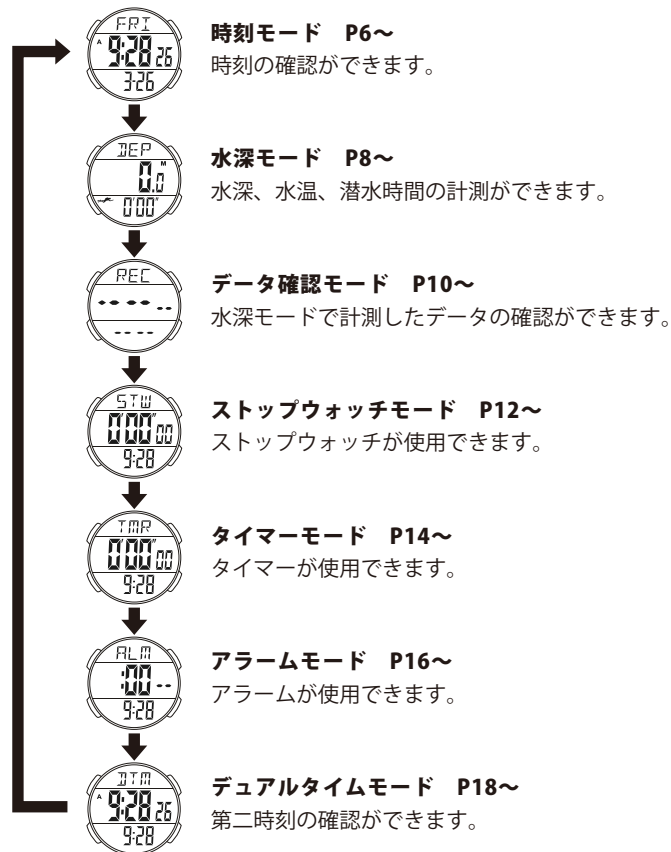 FRI
A 9:28 26
3-26
時刻モード　P6～
時刻の確認ができます。
DEP
M
0.0
0'00"
水深モード　P8～
水深、水温、潜水時間の計測ができます。
REC
---- --
----
データ確認モード　P10～
水深モードで計測したデータの確認ができます。
STW
0'00"00
9:28
ストップウォッチモード　P12～
ストップウォッチが使用できます。
TMR
0'00"00
9:28
タイマーモード　P14～
タイマーが使用できます。
ALM
:00 --
9:28
アラームモード　P16～
アラームが使用できます。
DTM
A 9:28 26
9:28
デュアルタイムモード　P18～
第二時刻の確認ができます。